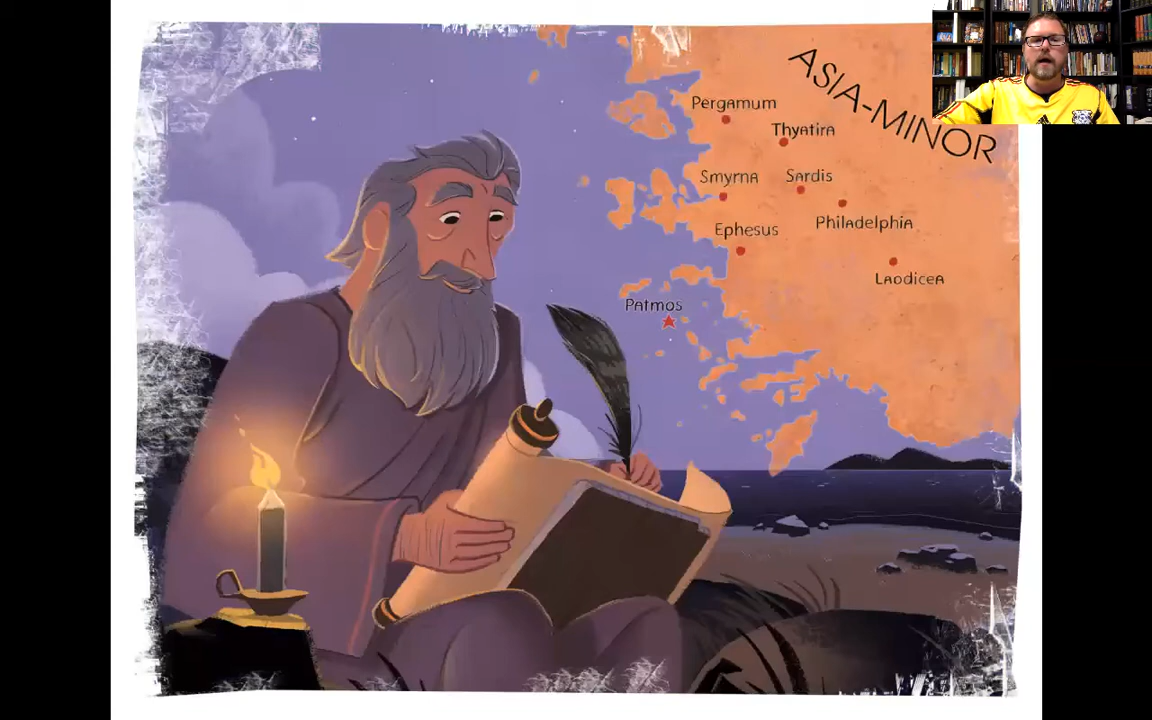 ASIA-MINOR
Pergamum
Thyatira
Smyrna
Sardis
Ephesus
Philadelphia
Laodicea
Patmos